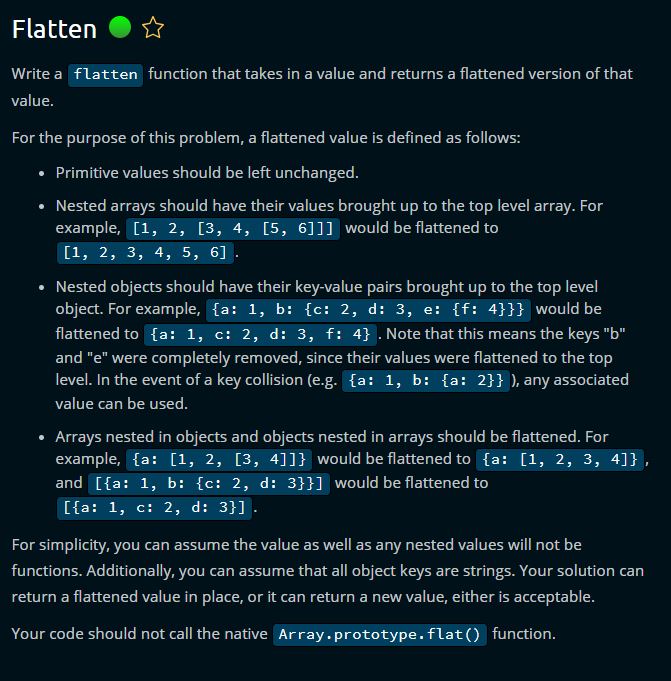 Flatten
Write a flatten function that takes in a value and returns a flattened version of that
value.
For the purpose of this problem, a flattened value is defined as follows:
• Primitive values should be left unchanged.
• Nested arrays should have their values brought up to the top level array. For
example, [1, 2, [3, 4, [5, 6]]] would be flattened to
[1, 2, 3, 4, 5, 6] .
• Nested objects should have their key-value pairs brought up to the top level
object. For example, {a: 1, b: {c: 2, d: 3, e: {f: 4}}} would be
flattened to {a: 1, c: 2, d: 3, f: 4} . Note that this means the keys "b"
and "e" were completely removed, since their values were flattened to the top
level. In the event of a key collision (e.g. {a: 1, b: {a: 2}} ), any associated
value can be used.
• Arrays nested in objects and objects nested in arrays should be flattened. For
example, {a: [1, 2, [3, 4]]} would be flattened to {a: [1, 2, 3, 4]} ,
and [{a: 1, b: {c: 2, d: 3}}] would be flattened to
[{a: 1, c: 2, d: 3}] .
For simplicity, you can assume the value as well as any nested values will not be
functions. Additionally, you can assume that all object keys are strings. Your solution can
return a flattened value in place, or it can return a new value, either is acceptable.
Your code should not call the native Array.prototype.flat() function.